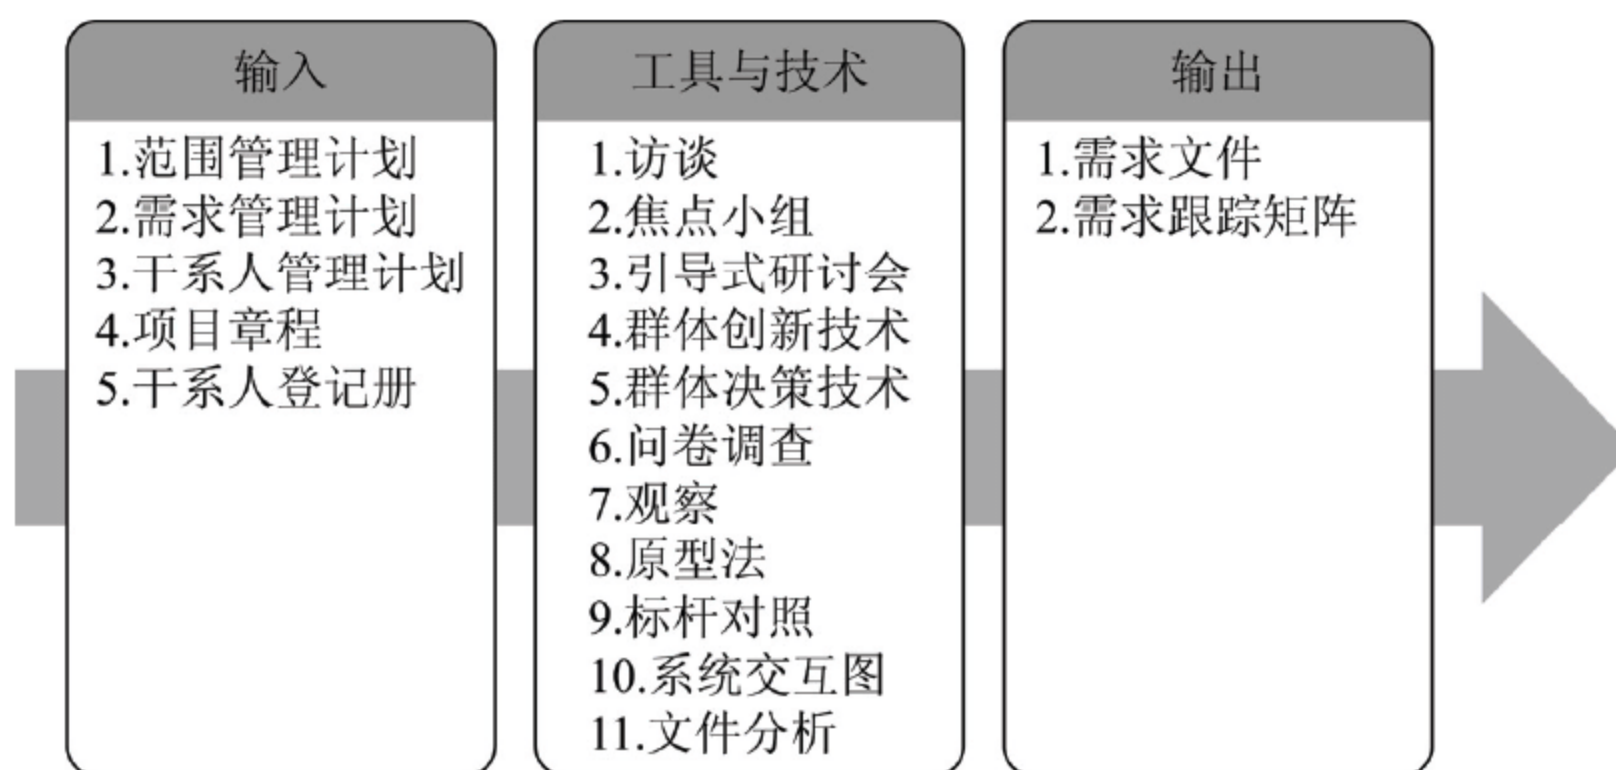 输入
1.范围管理计划
2.需求管理计划
3.干系人管理计划
4.项目章程
5.干系人登记册
工具与技术
1.访谈
2.焦点小组
3.引导式研讨会
4.群体创新技术
5.群体决策技术
6.问卷调查
7.观察
8.原型法
9.标杆对照
10.系统交互图
11.文件分析
输出
1.需求文件
2.需求跟踪矩阵